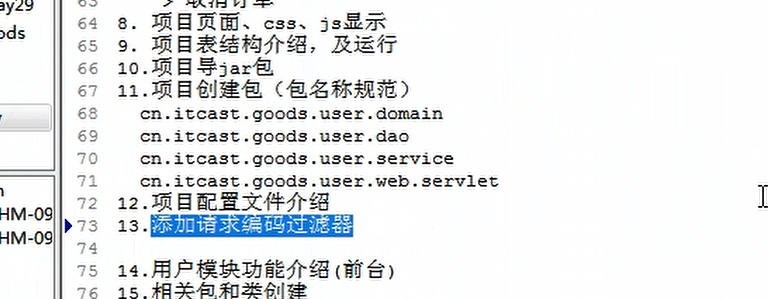 ay29
ods
HM-09
HM-09
63 > 取消订单
64 8. 项目页面、css、js显示
65 9. 项目表结构介绍，及运行
66 10.项目导jar包
67 11.项目创建包（包名称规范）
68 cn.itcast.goods.user.domain
69 cn.itcast.goods.user.dao
70 cn.itcast.goods.user.service
71 cn.itcast.goods.user.web.servlet
72 12.项目配置文件介绍
73 13.添加请求编码过滤器
74
75 14.用户模块功能介绍(前台)
76 15.相关包和类创建